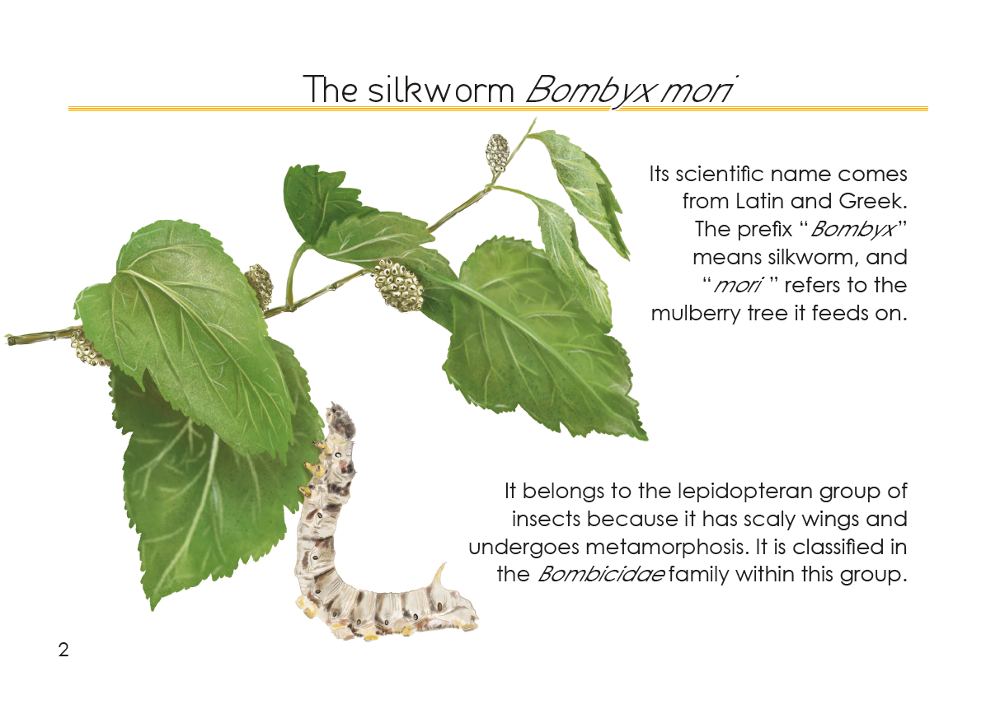 The silkworm Bombyx mori
Its scientific name comes
from Latin and Greek.
The prefix “Bombyx”
means silkworm, and
“mori ” refers to the
mulberry tree it feeds on.
It belongs to the lepidopteran group of
insects because it has scaly wings and
undergoes metamorphosis. It is classified in
the Bombicidae family within this group.
2